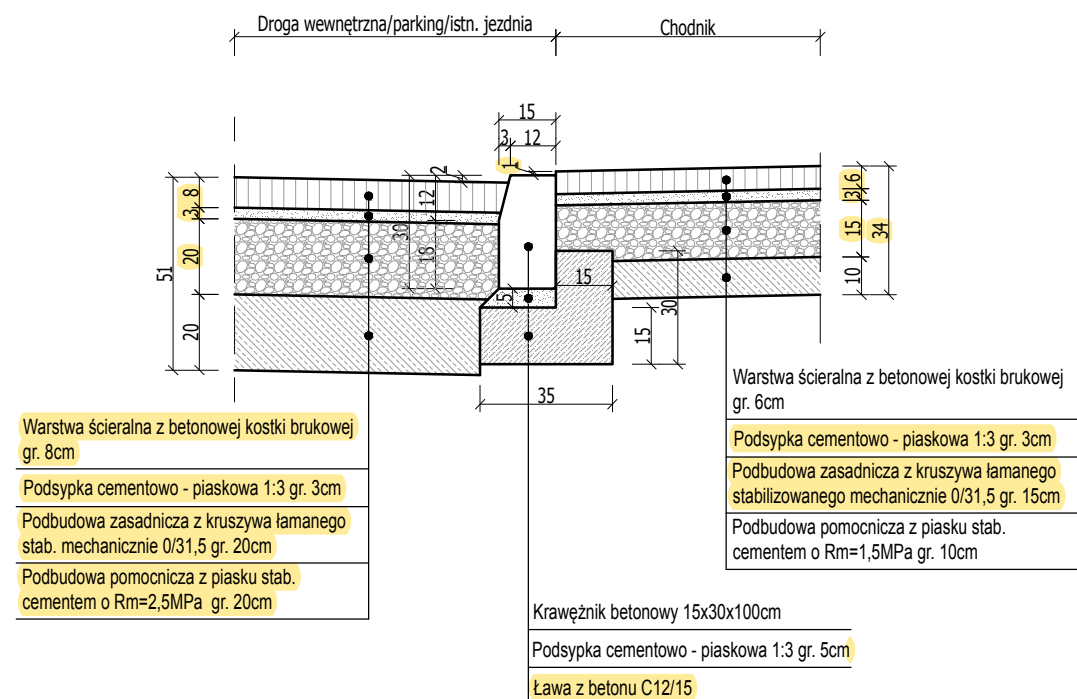 Droga wewnętrzna/parking/istn. jezdnia
Chodnik
15
3 12
1
2
8
3
20
20
51
12
18
30
5
15
15
30
35
6
3
15
10
34
Warstwa ścieralna z betonowej kostki brukowej
gr. 8cm
Podsypka cementowo - piaskowa 1:3 gr. 3cm
Podbudowa zasadnicza z kruszywa łamanego
stab. mechanicznie 0/31,5 gr. 20cm
Podbudowa pomocnicza z piasku stab.
cementem o Rm=2,5MPa gr. 20cm
Krawężnik betonowy 15x30x100cm
Podsypka cementowo - piaskowa 1:3 gr. 5cm
Ława z betonu C12/15
Warstwa ścieralna z betonowej kostki brukowej
gr. 6cm
Podsypka cementowo - piaskowa 1:3 gr. 3cm
Podbudowa zasadnicza z kruszywa łamanego
stabilizowanego mechanicznie 0/31,5 gr. 15cm
Podbudowa pomocnicza z piasku stab.
cementem o Rm=1,5MPa gr. 10cm